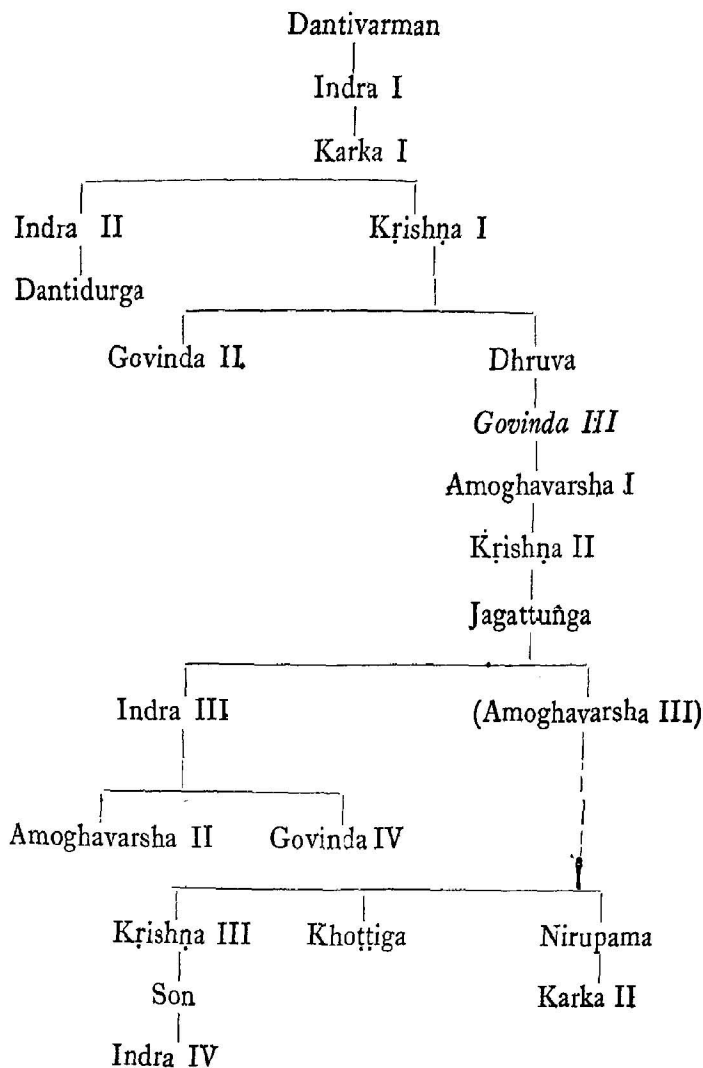 Dantivarman
Indra I
Karka I
Indra II Kṛishṇa I
Dantidurga
Govinda II. Dhruva
Govinda III
Amoghavarsha I
Kṛishṇa II
Jagattuṅga
Indra III (Amoghavarsha III)
Amoghavarsha II Govinda IV
Kṛishṇa III Khoṭṭiga Nirupama
Son Karka II
Indra IV